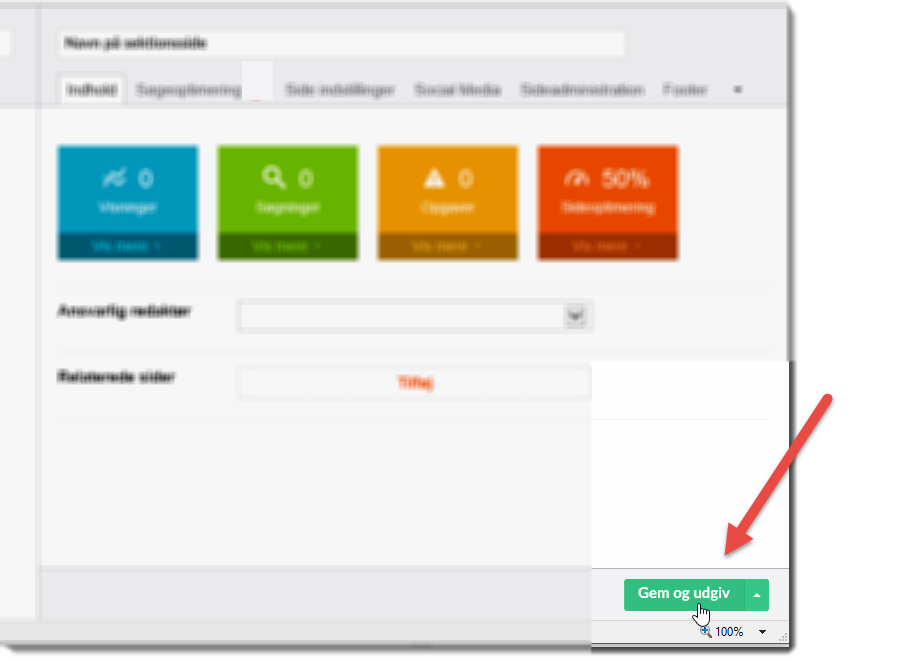 Navn på sektionsside
Indhold Søgeoptimering Side indstillinger Social Media Sideadministration Footer
0 0 0 50%
Visninger Søgninger Opgaver Sideoptimering
Vis mere Vis mere Vis mere Vis mere
Ansvarlig redaktør
Relaterede sider Tilføj
Gem og udgiv
100%